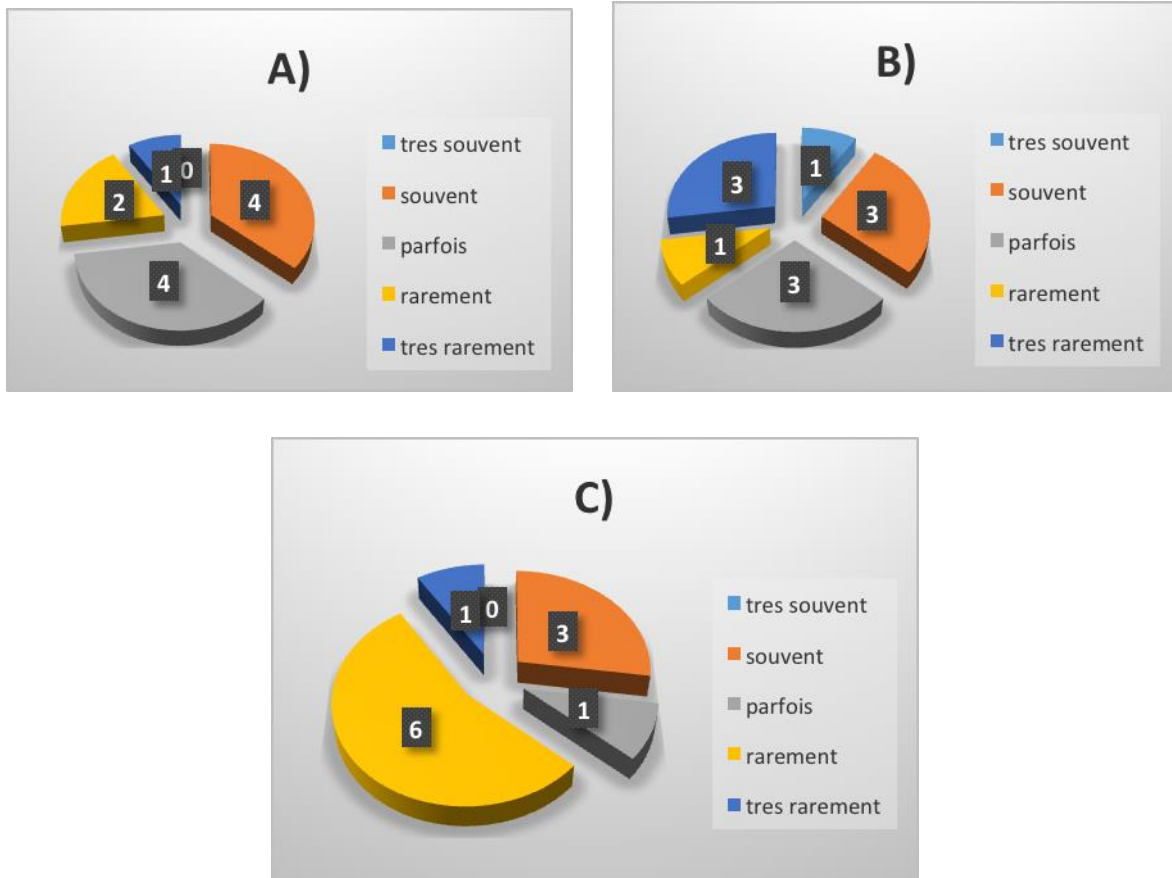 A)
1
0
4
2
4
tres souvent
souvent
parfois
rarement
tres rarement
B)
3
1
3
1
3
tres souvent
souvent
parfois
rarement
tres rarement
C)
1
0
3
1
6
tres souvent
souvent
parfois
rarement
tres rarement